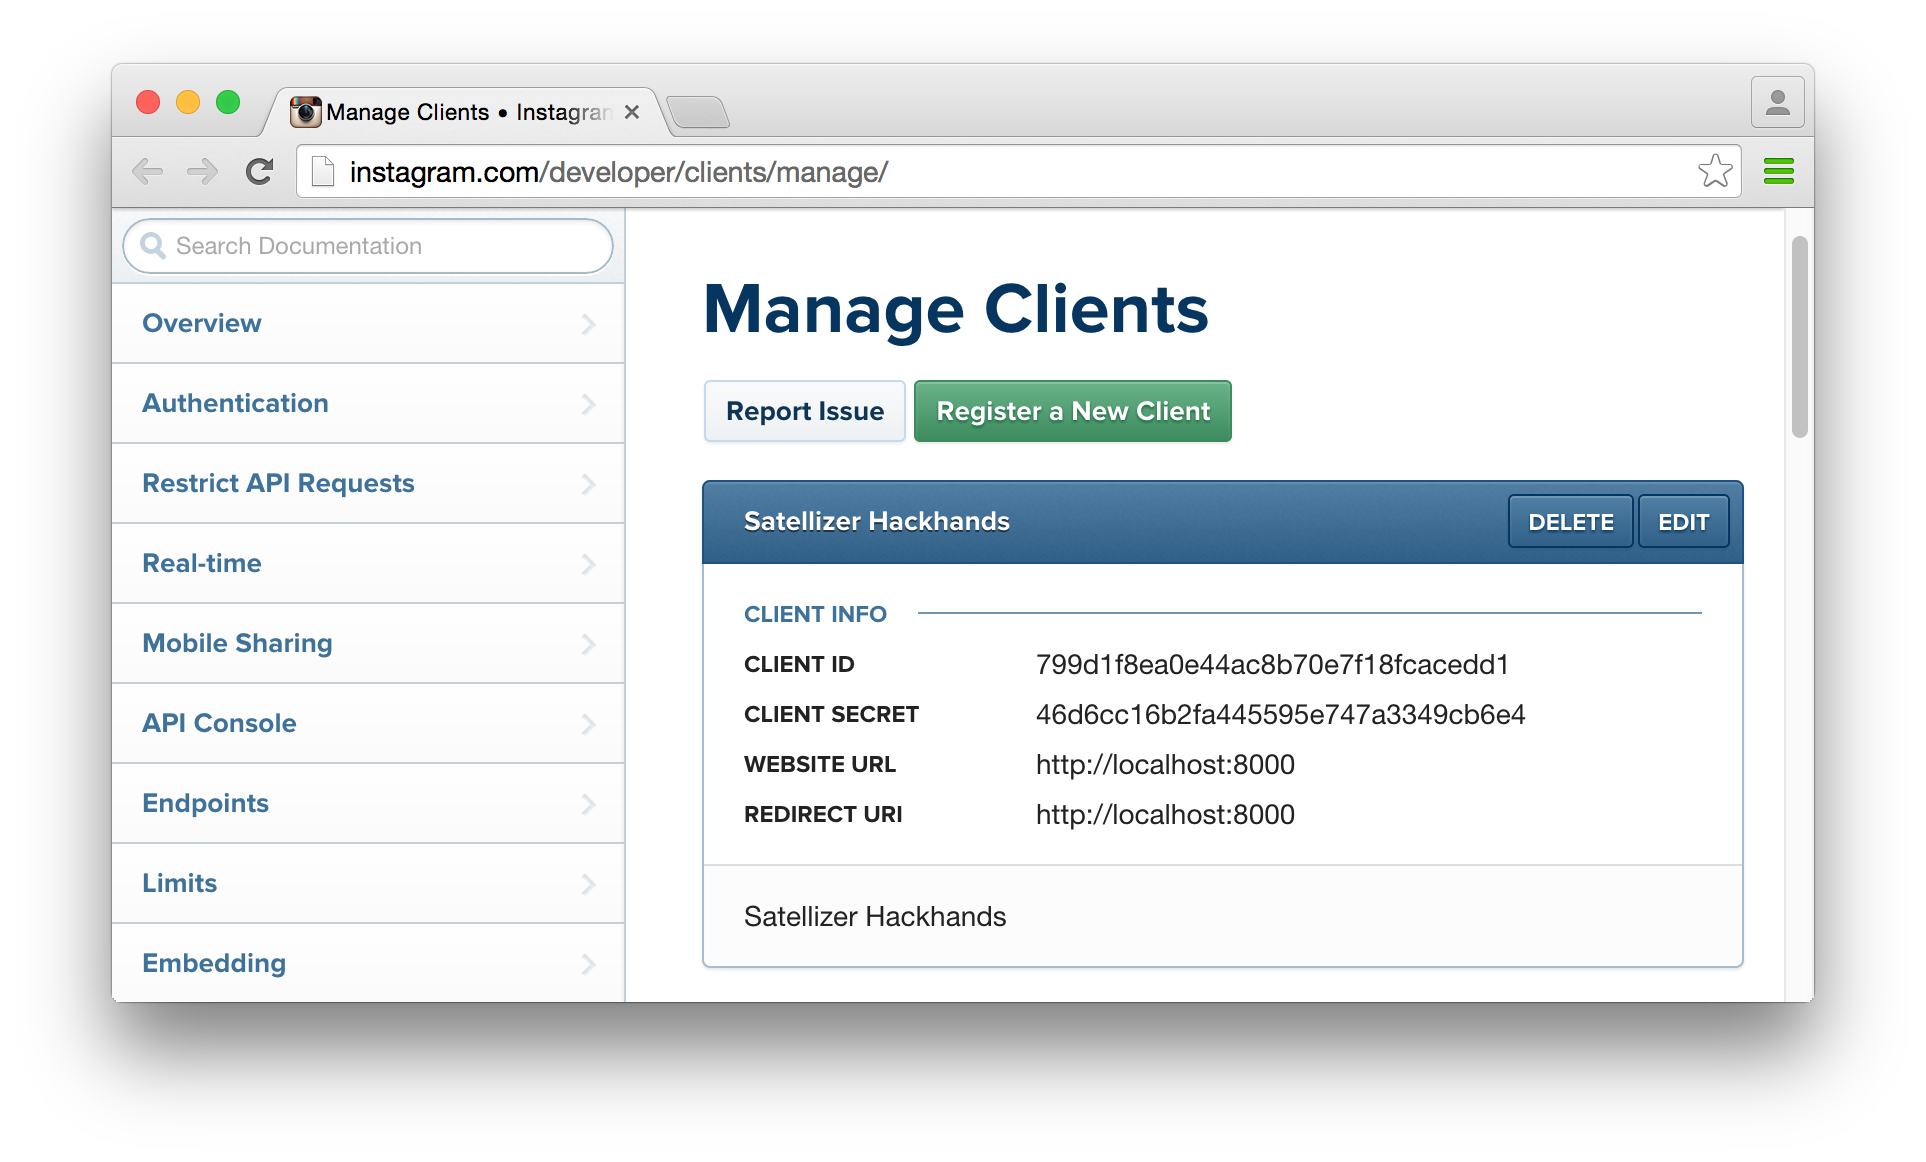 Manage Clients • Instagram
instagram.com/developer/clients/manage/
Search Documentation
Overview
Authentication
Restrict API Requests
Real-time
Mobile Sharing
API Console
Endpoints
Limits
Embedding
Manage Clients
Report Issue
Register a New Client
Satellizer Hackhands
DELETE
EDIT
CLIENT INFO
CLIENT ID 799d1f8ea0e44ac8b70e7f18fcacedd1
CLIENT SECRET 46d6cc16b2fa445595e747a3349cb6e4
WEBSITE URL http://localhost:8000
REDIRECT URI http://localhost:8000
Satellizer Hackhands